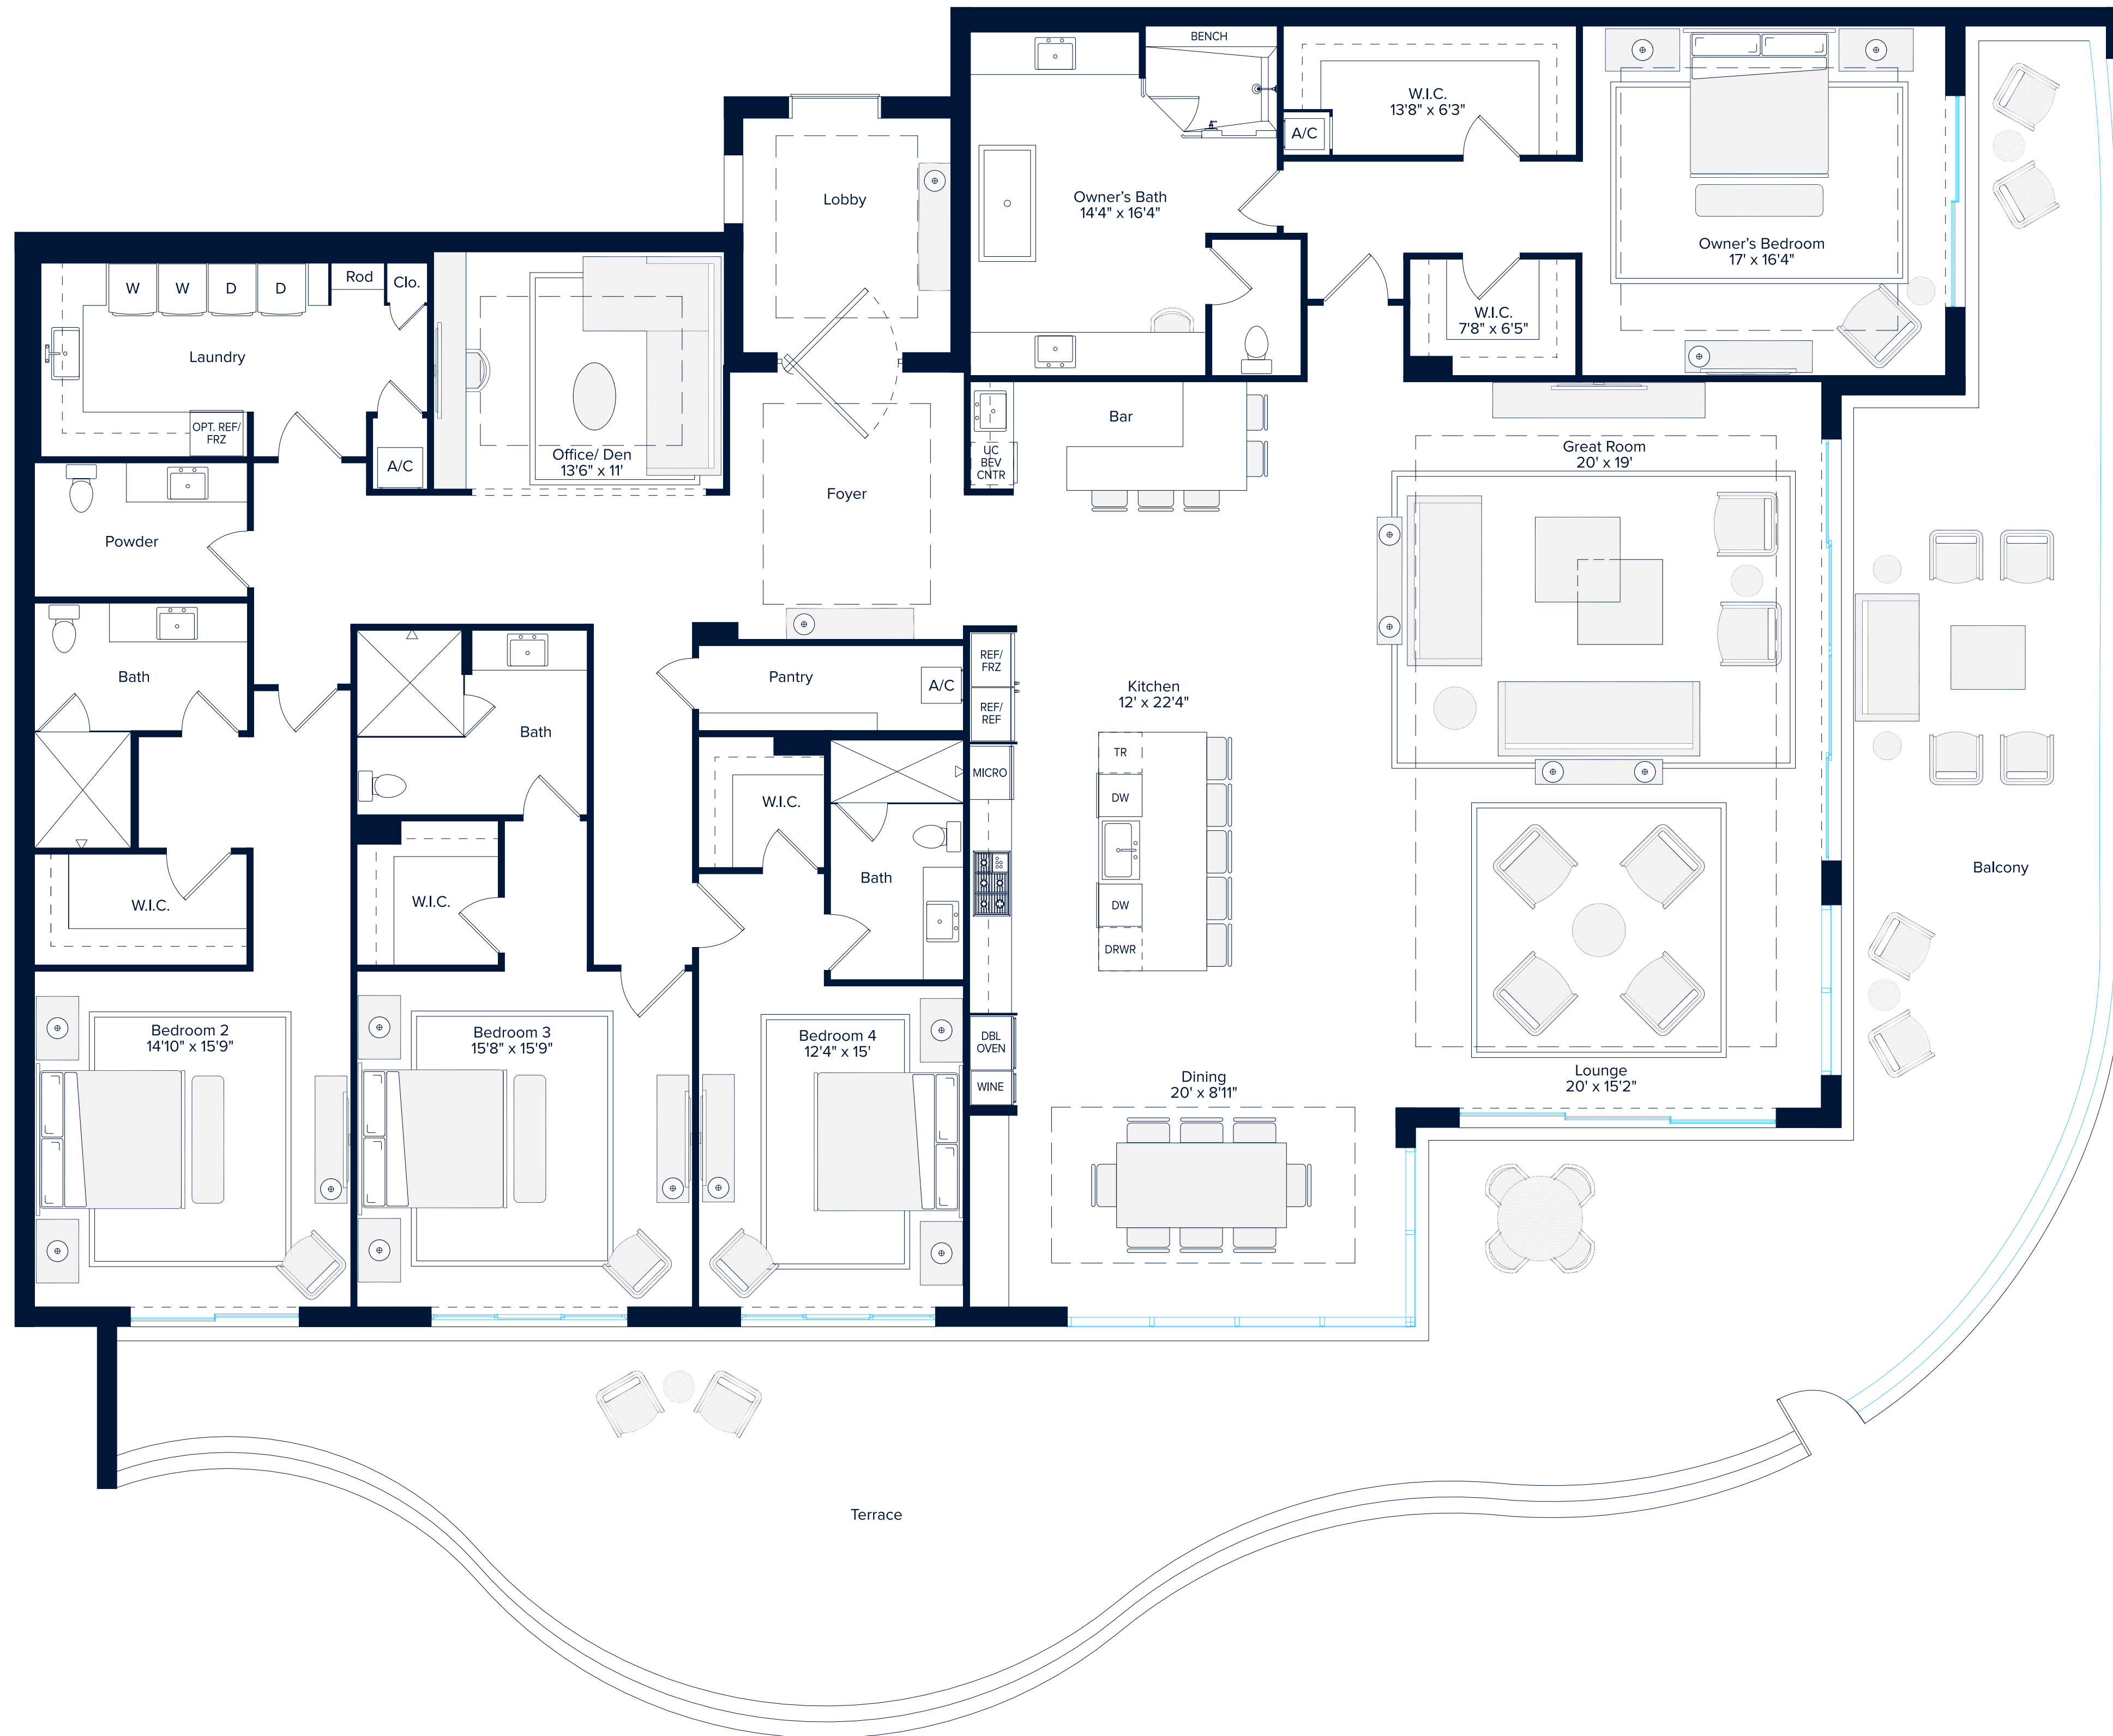 BENCH
W.I.C.
13'8" x 6'3"
A/C
Lobby
Owner's Bath
14'4" x 16'4"
Owner's Bedroom
17' x 16'4"
W
W
D
D
Rod
Clo.
W.I.C.
7'8" x 6'5"
Laundry
OPT. REF/
FRZ
A/C
Office/ Den
13'6" x 11'
Foyer
Bar
UC
BEV
CNTR
Great Room
20' x 19'
Powder
Bath
Bath
Pantry
A/C
REF/
FRZ
REF/
REF
Kitchen
12' x 22'4"
MICRO
TR
DW
DW
DRWR
W.I.C.
W.I.C.
W.I.C.
Bath
Balcony
Bedroom 2
14'10" x 15'9"
Bedroom 3
15'8" x 15'9"
Bedroom 4
12'4" x 15'
DBL
OVEN
WINE
Dining
20' x 8'11"
Lounge
20' x 15'2"
Terrace